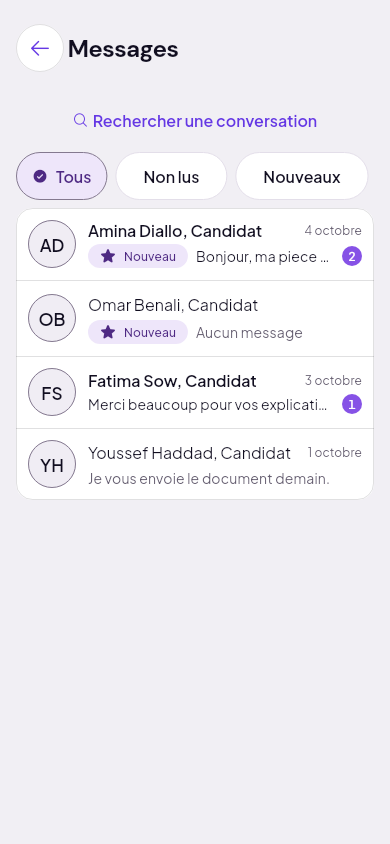 Messages
Rechercher une conversation
Tous
Non lus
Nouveaux
AD
Amina Diallo, Candidat
4 octobre
Nouveau
Bonjour, ma piece ...
2
OB
Omar Benali, Candidat
Nouveau
Aucun message
FS
Fatima Sow, Candidat
3 octobre
Merci beaucoup pour vos explicati...
1
YH
Youssef Haddad, Candidat
1 octobre
Je vous envoie le document demain.